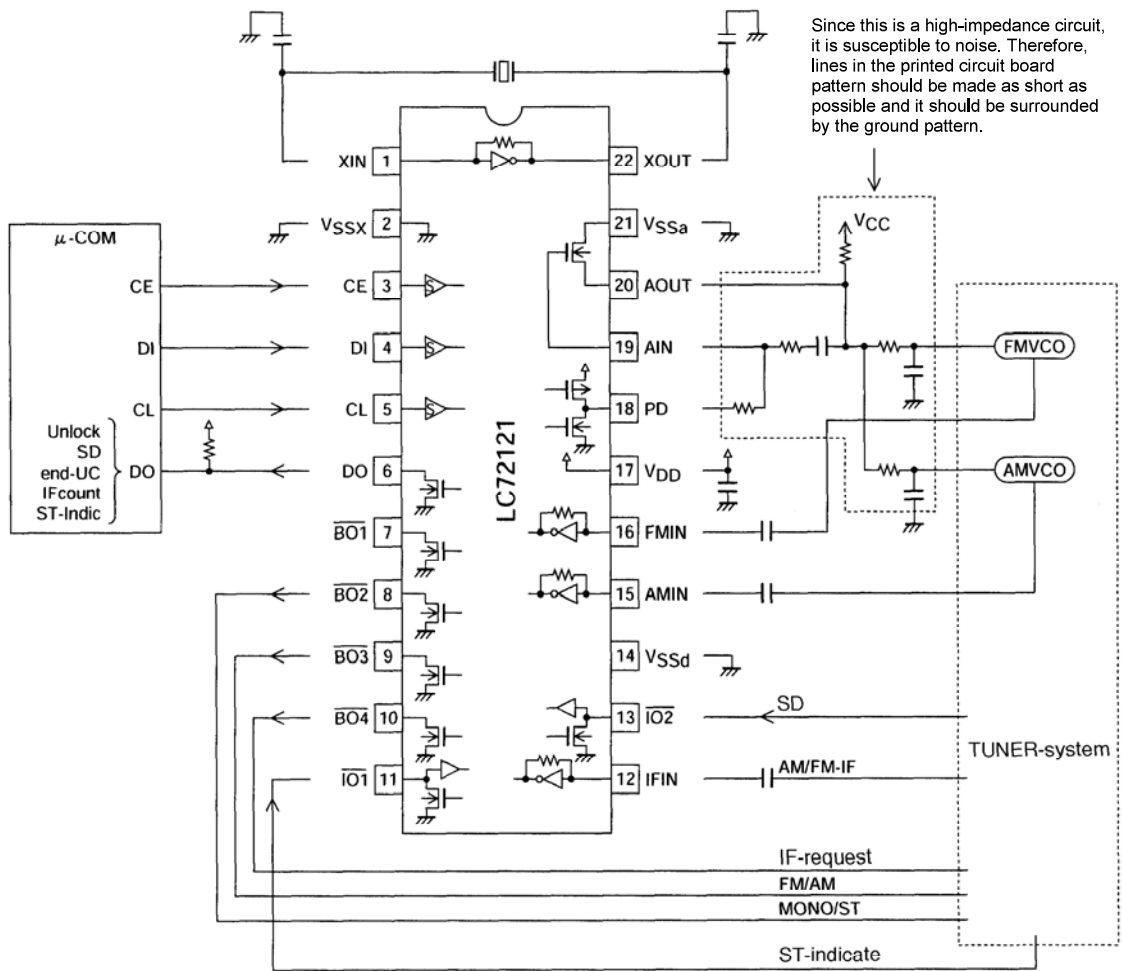 Since this is a high-impedance circuit,
it is susceptible to noise. Therefore,
lines in the printed circuit board
pattern should be made as short as
possible and it should be surrounded
by the ground pattern.
XIN 1
22 XOUT
VSSX 2
21 VSSa
VCC
μ-COM
CE
CE 3 S
20 AOUT
DI
DI 4 S
19 AIN
FMVCO
CL
CL 5 S
18 PD
Unlock
SD
end-UC
IFcount
ST-Indic
DO
DO 6
17 VDD
AMVCO
LC72121
BO1 7
16 FMIN
BO2 8
15 AMIN
BO3 9
14 VSSd
BO4 10
13 IO2
SD
TUNER-system
IO1 11
12 IFIN
AM/FM-IF
IF-request
FM/AM
MONO/ST
ST-indicate